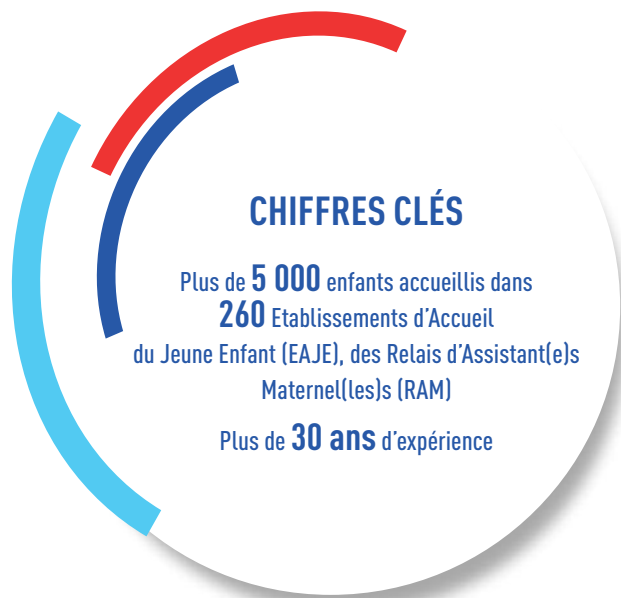 CHIFFRES CLÉS
Plus de 5 000 enfants accueillis dans
260 Etablissements d'Accueil
du Jeune Enfant (EAJE), des Relais d'Assistant(e)s
Maternel(les)s (RAM)
Plus de 30 ans d'expérience